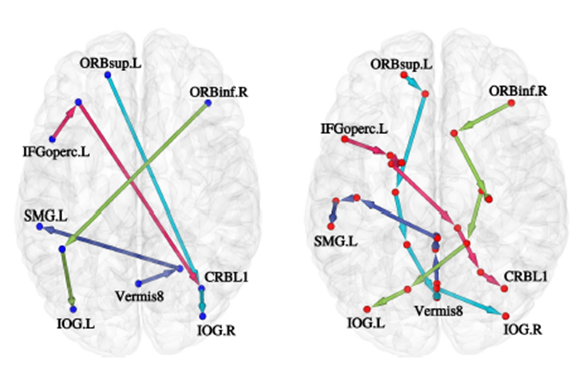 ORBsup.L
ORBinf.R
IFGoperc.L
SMG.L
CRBL1
Vermis8
IOG.L
IOG.R
ORBsup.L
ORBinf.R
IFGoperc.L
SMG.L
CRBL1
Vermis8
IOG.L
IOG.R